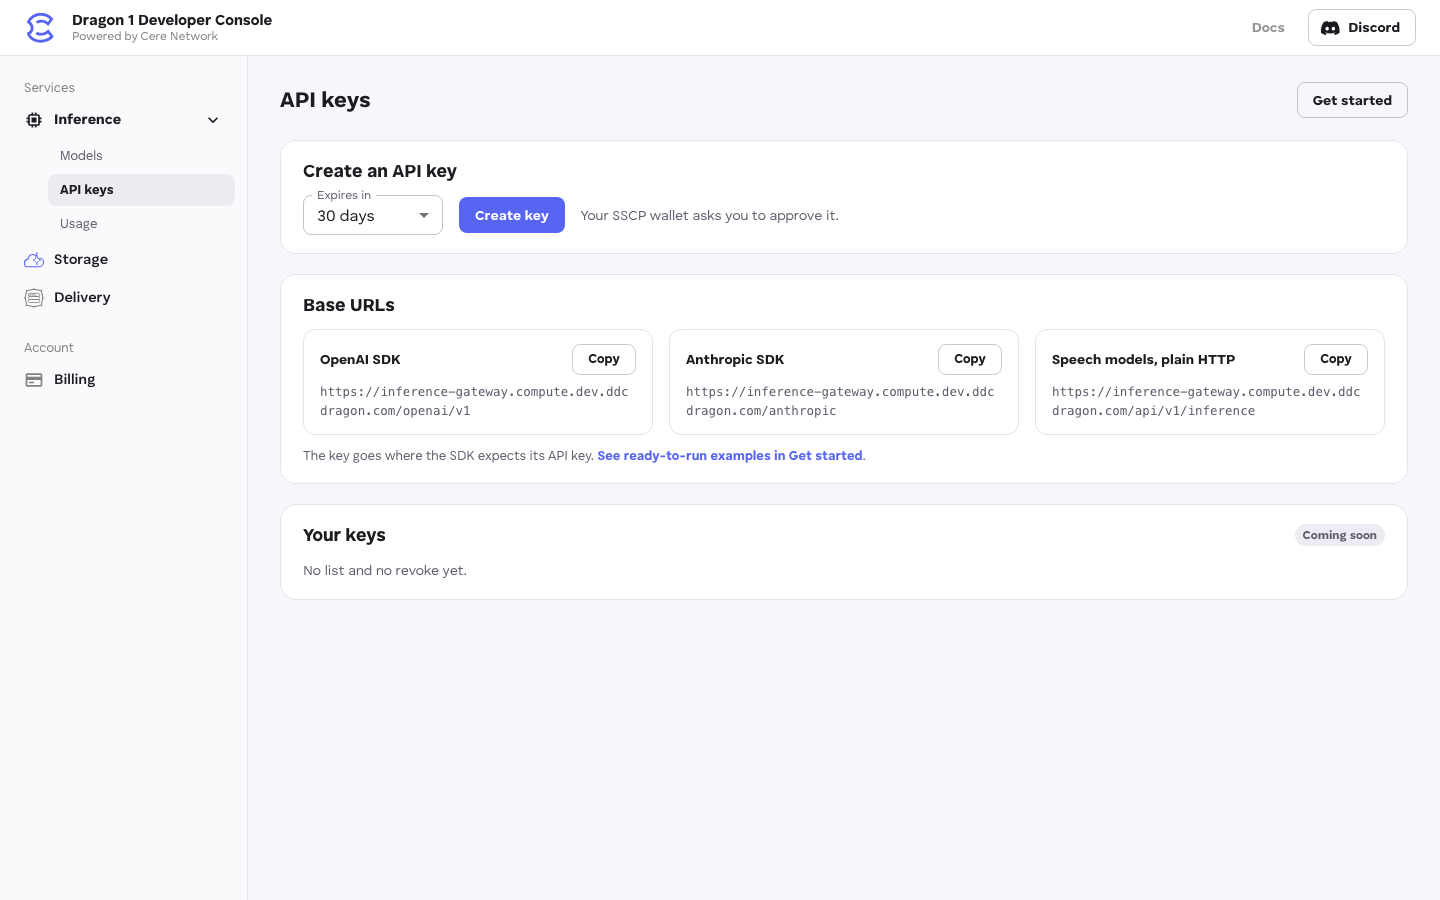 Dragon 1 Developer Console
Powered by Cere Network
Docs
Discord
Services
Inference
Models
API keys
Usage
Storage
Delivery
Account
Billing
API keys
Get started
Create an API key
Expires in
30 days
Create key
Your SSCP wallet asks you to approve it.
Base URLs
OpenAI SDK
Copy
https://inference-gateway.compute.dev.ddc
dragon.com/openai/v1
Anthropic SDK
Copy
https://inference-gateway.compute.dev.ddc
dragon.com/anthropic
Speech models, plain HTTP
Copy
https://inference-gateway.compute.dev.ddc
dragon.com/api/v1/inference
The key goes where the SDK expects its API key. See ready-to-run examples in Get started.
Your keys
Coming soon
No list and no revoke yet.